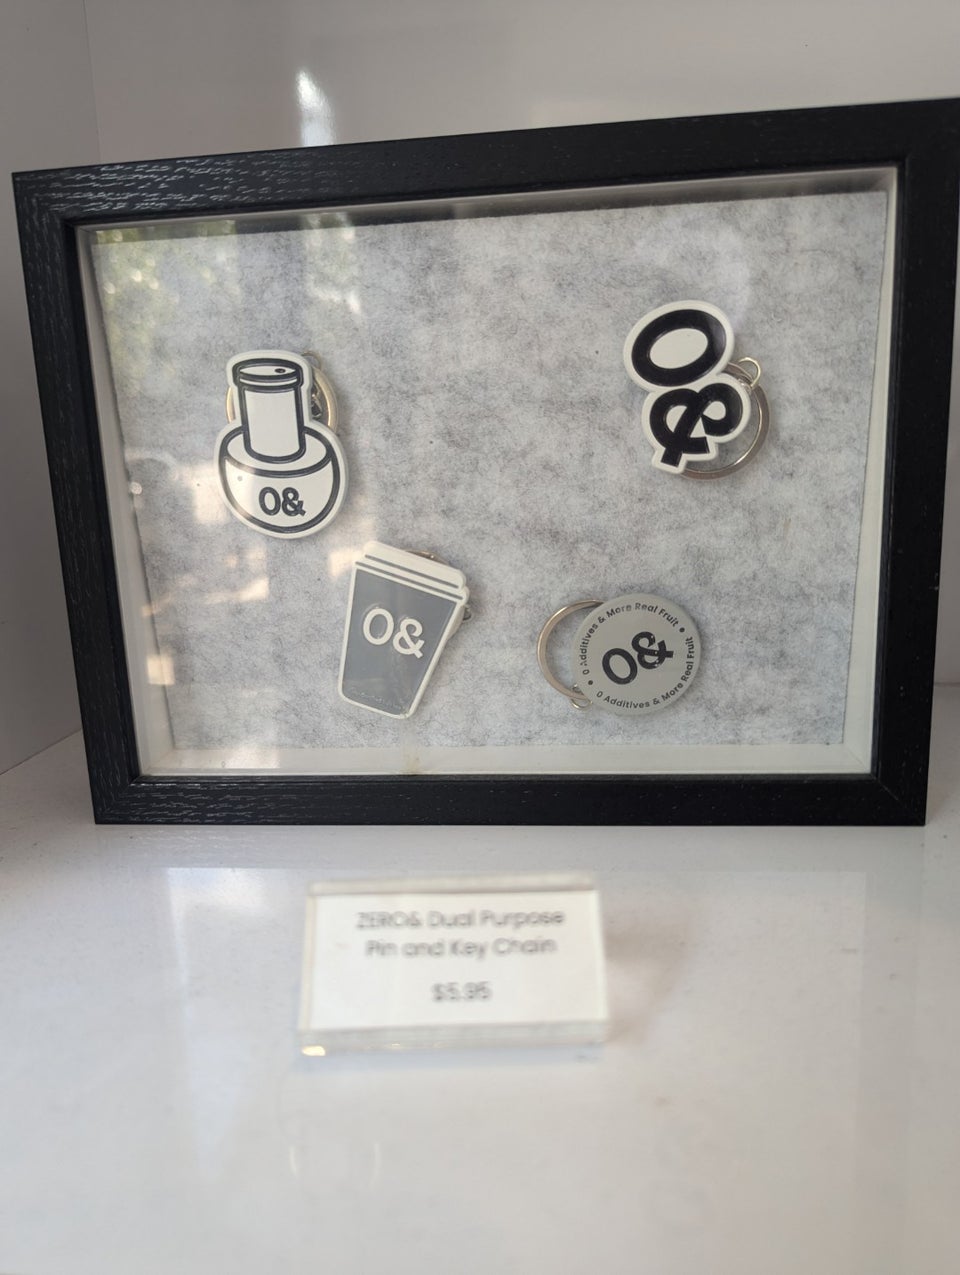 0&
0&
0&
0 Additives & More Real Fruit • 0 Additives & More Real Fruit •
0&
ZERO& Dual Purpose
Pin and Key Chain
$5.95